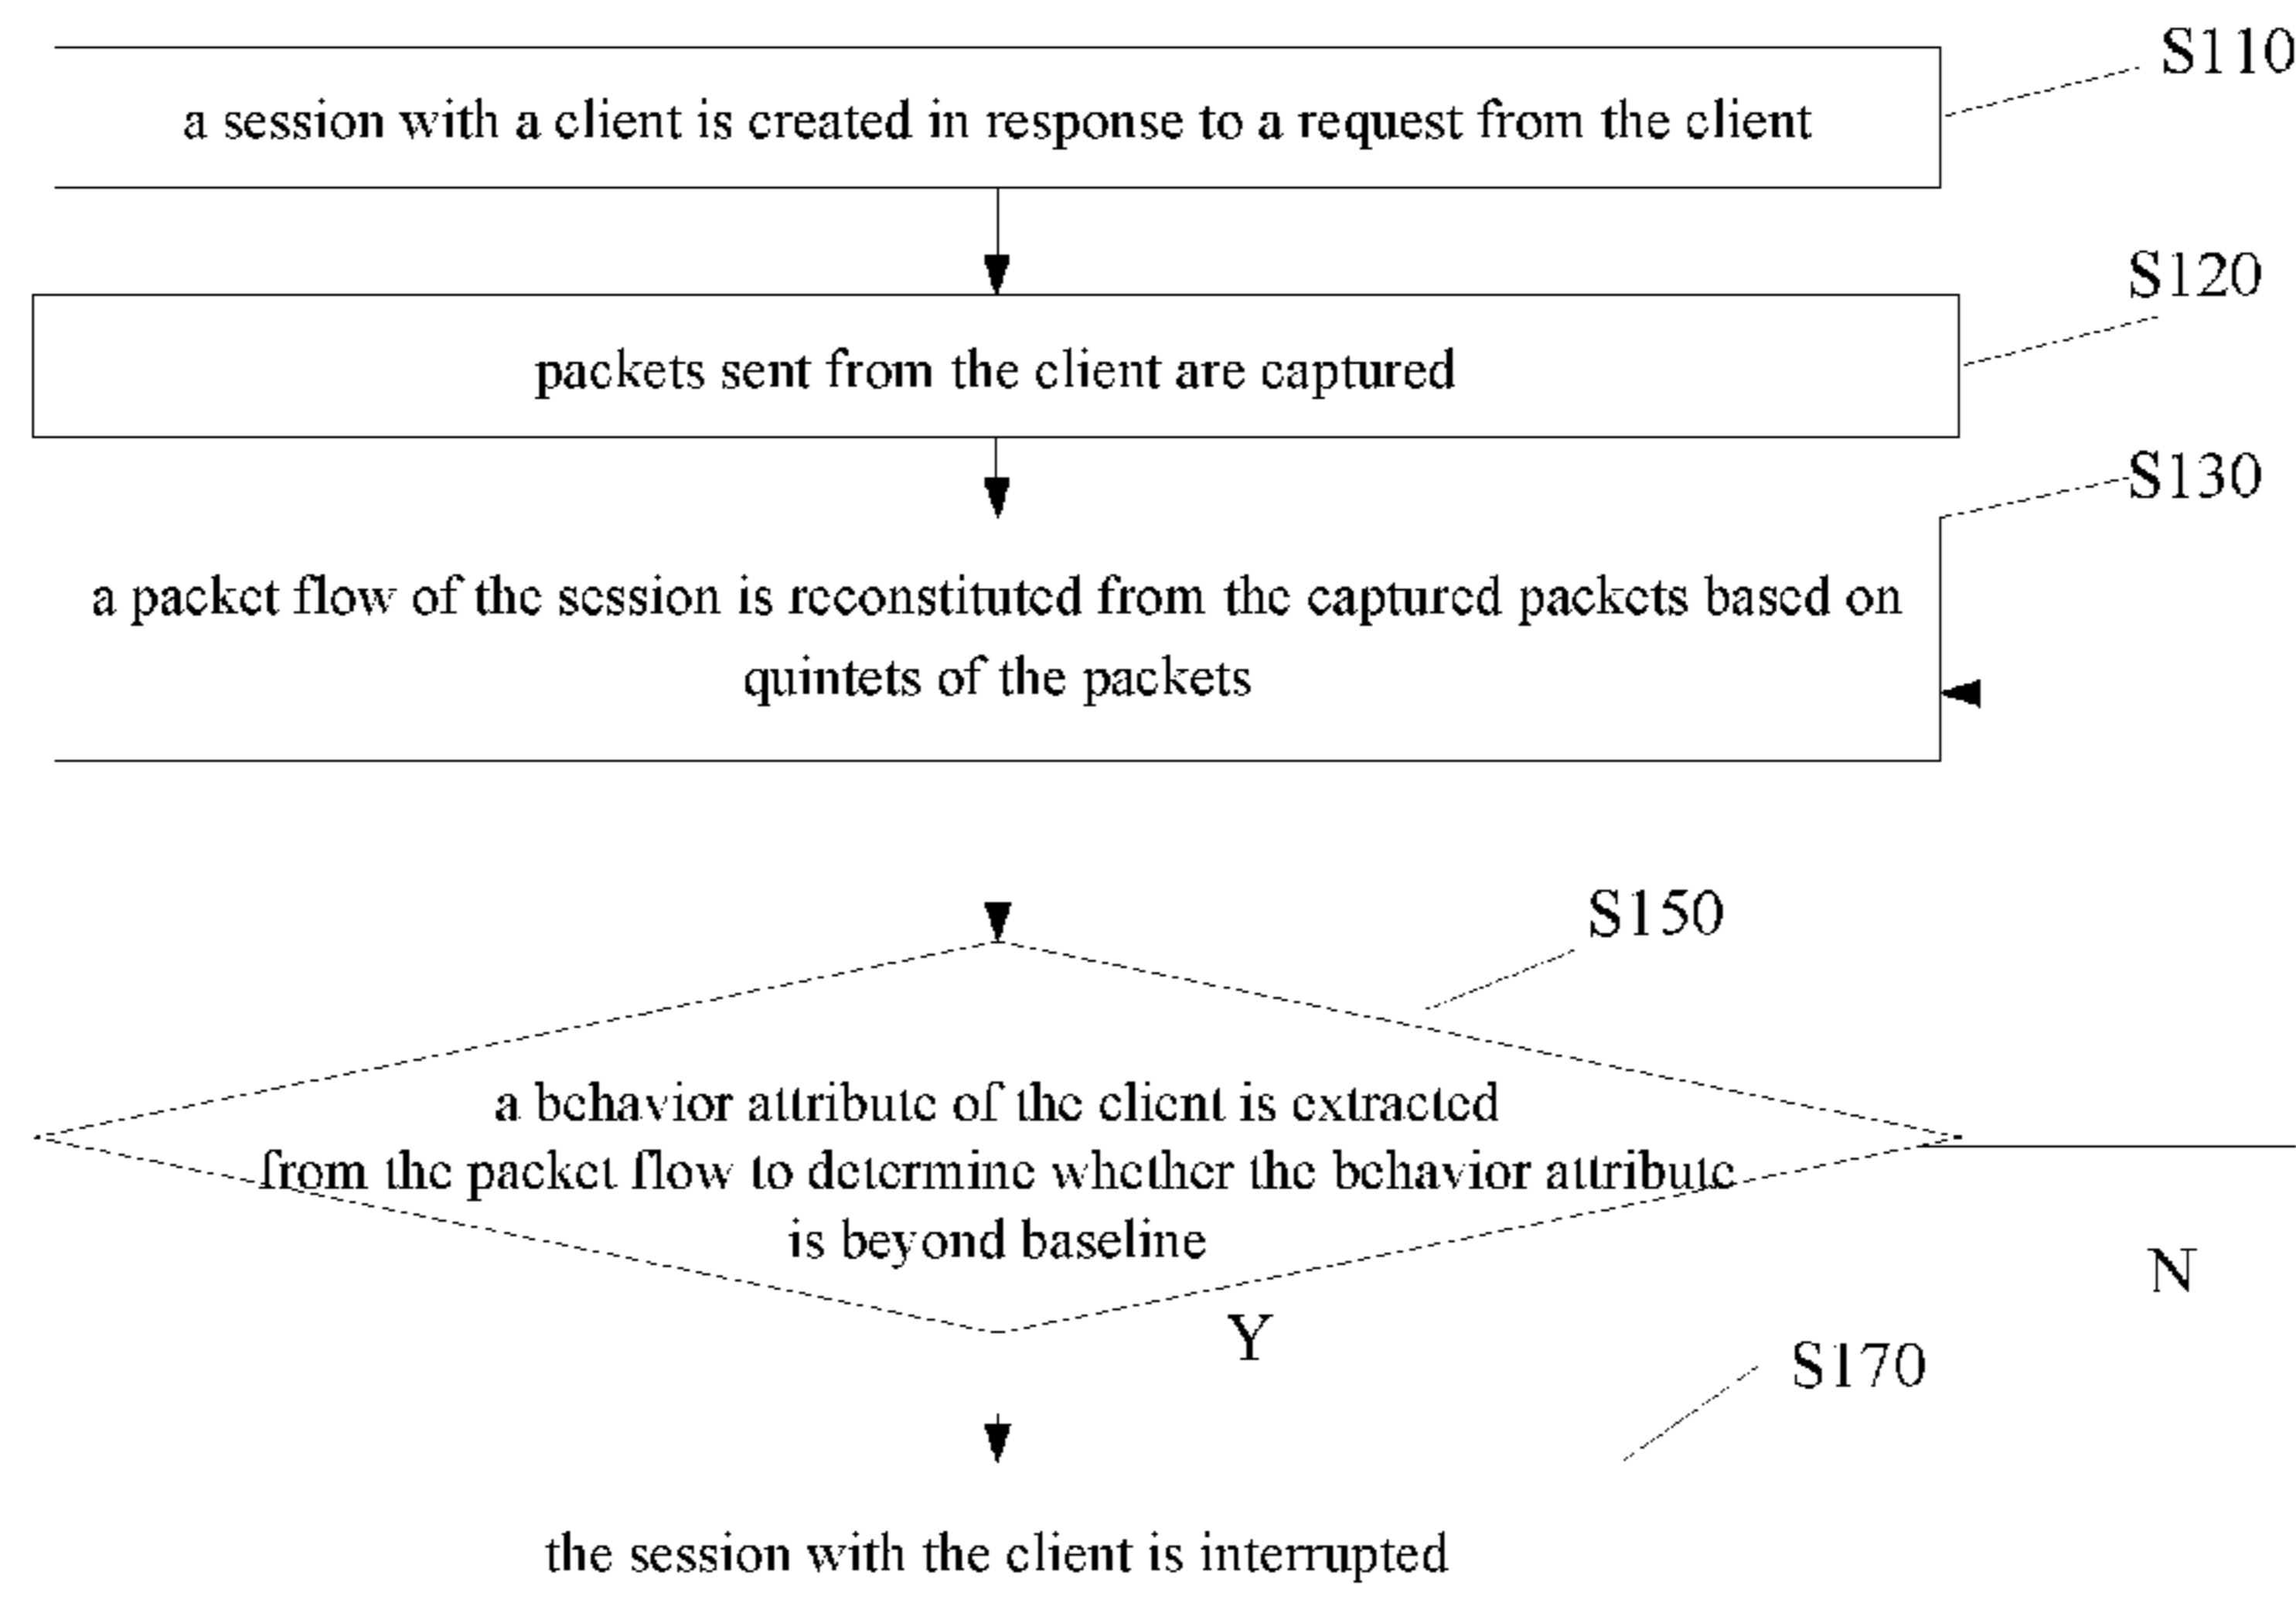 S110
a session with a client is created in response to a request from the client
S120
packets sent from the client are captured
S130
a packet flow of the session is reconstituted from the captured packets based on
quintets of the packets
S150
a behavior attribute of the client is extracted
from the packet flow to determine whether the behavior attribute
is beyond baseline
N
Y
S170
the session with the client is interrupted